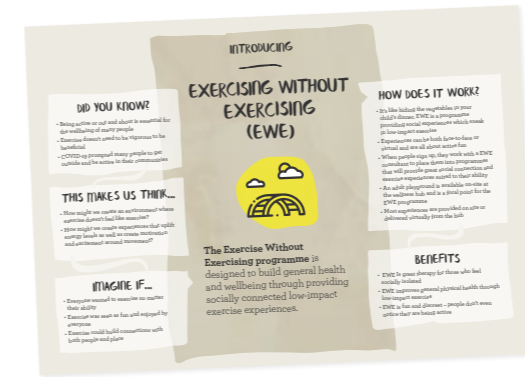 INTRODUCING
EXERCISING WITHOUT
EXERCISING
(EWE)
The Exercise Without
Exercising programme is
designed to build general health
and wellbeing through providing
socially connected low-impact
exercise experiences.
DID YOU KNOW?
• Being active or out and about is essential for
the wellbeing of many people
• Exercise doesn't need to be vigorous to be
beneficial
• COVID-19 prompted many people to get
outside and be active in their communities
THIS MAKES US THINK...
• How might we create an environment where
exercise doesn't feel like exercise?
• How might we create experiences that uplift
energy levels as well as create motivation
and excitement around movement?
IMAGINE IF...
• Everyone wanted to exercise no matter
their ability
• Exercise was seen as fun and enjoyed by
everyone
• Exercise could build connections with
both people and place
HOW DOES IT WORK?
• It's like hiding the vegetables in your
child's dinner, EWE is a programme
providing social experiences which sneak
in low-impact exercise
• Experiences can be both face-to-face or
virtual and are all about active fun
• When people sign up, they work with a EWE
consultant to place them into programmes
that will provide great social connection and
exercise experiences suited to their ability
• An adult playground is available on-site at
the wellness hub and is a focal point for the
EWE programme
• Most experiences are provided on site or
delivered virtually from the hub
BENEFITS
• EWE is great therapy for those who feel
socially isolated
• EWE improves general physical health through
low-impact exercise
• EWE is fun and discreet – people don't even
notice they are being active